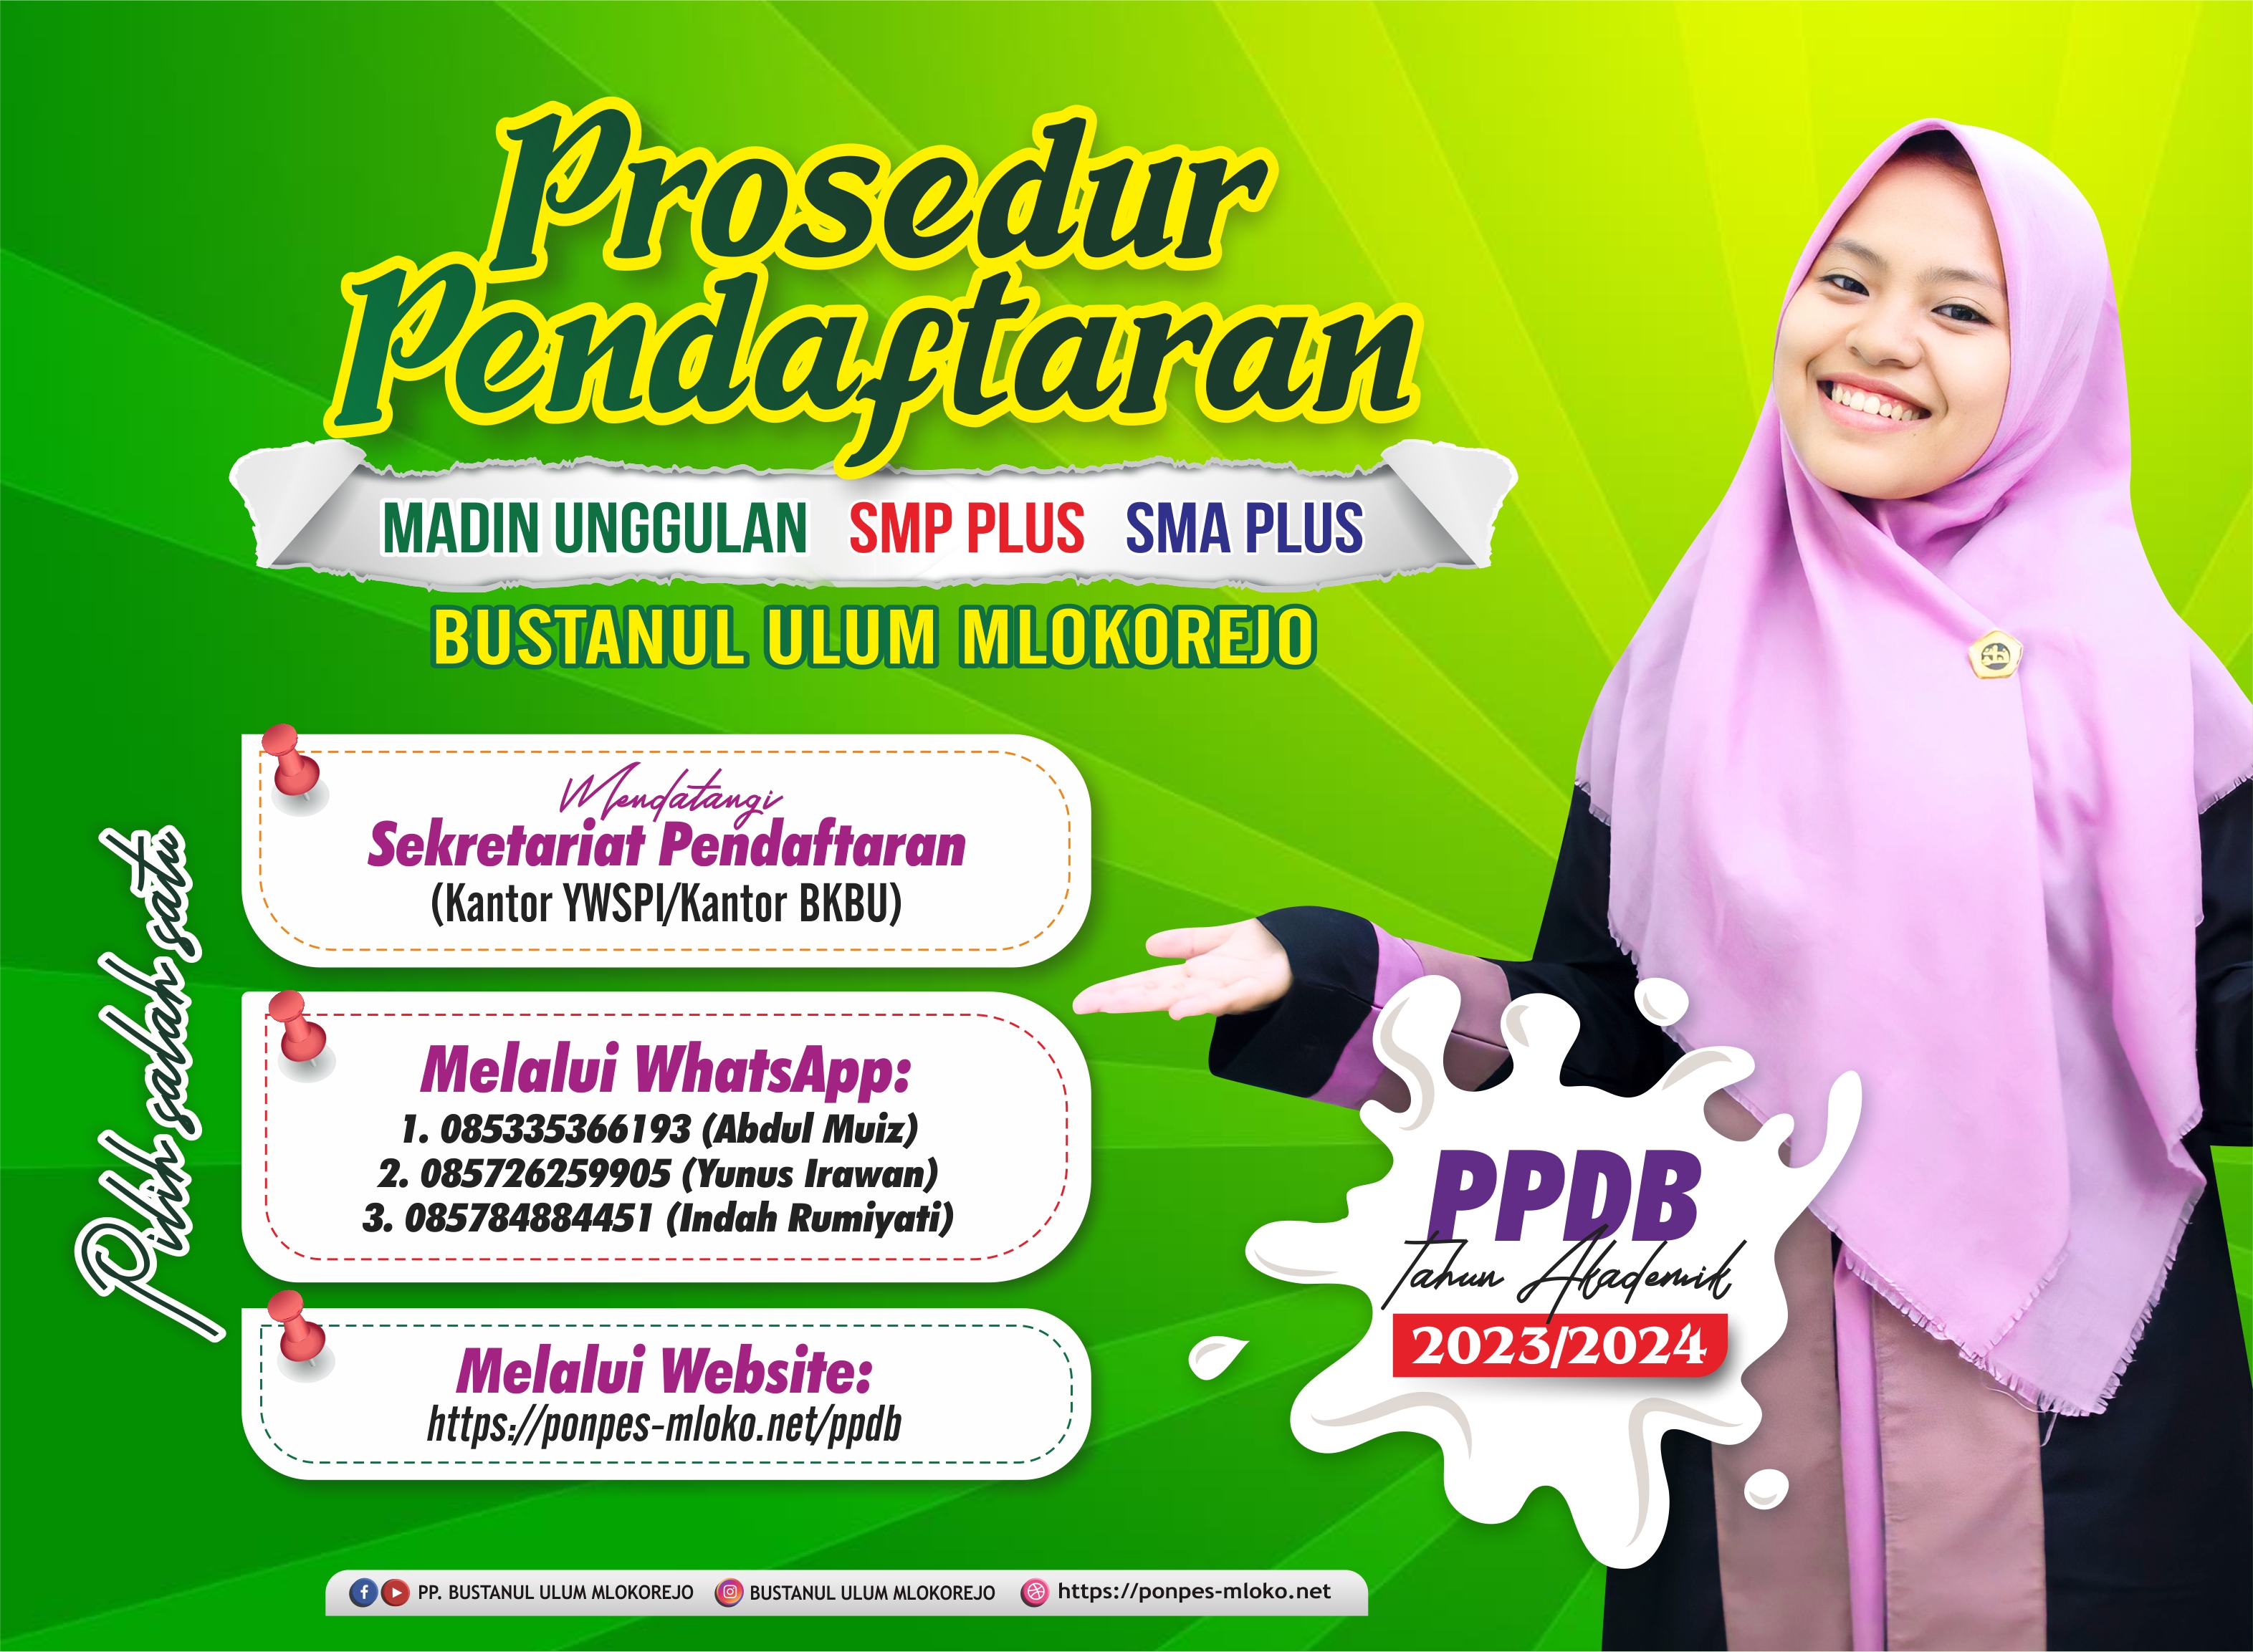 Prosedur
Pendaftaran
MADIN UNGGULAN SMP PLUS SMA PLUS
BUSTANUL ULUM MLOKOREJO
Pilih salah satu
Mendatangi
Sekretariat Pendaftaran
(Kantor YWSPI/Kantor BKBU)
Melalui WhatsApp:
1. 085335366193 (Abdul Muiz)
2. 085726259905 (Yunus Irawan)
3. 085784884451 (Indah Rumiyati)
Melalui Website:
https://ponpes-mloko.net/ppdb
PPDB
Tahun Akademik
2023/2024
PP. BUSTANUL ULUM MLOKOREJO BUSTANUL ULUM MLOKOREJO https://ponpes-mloko.net